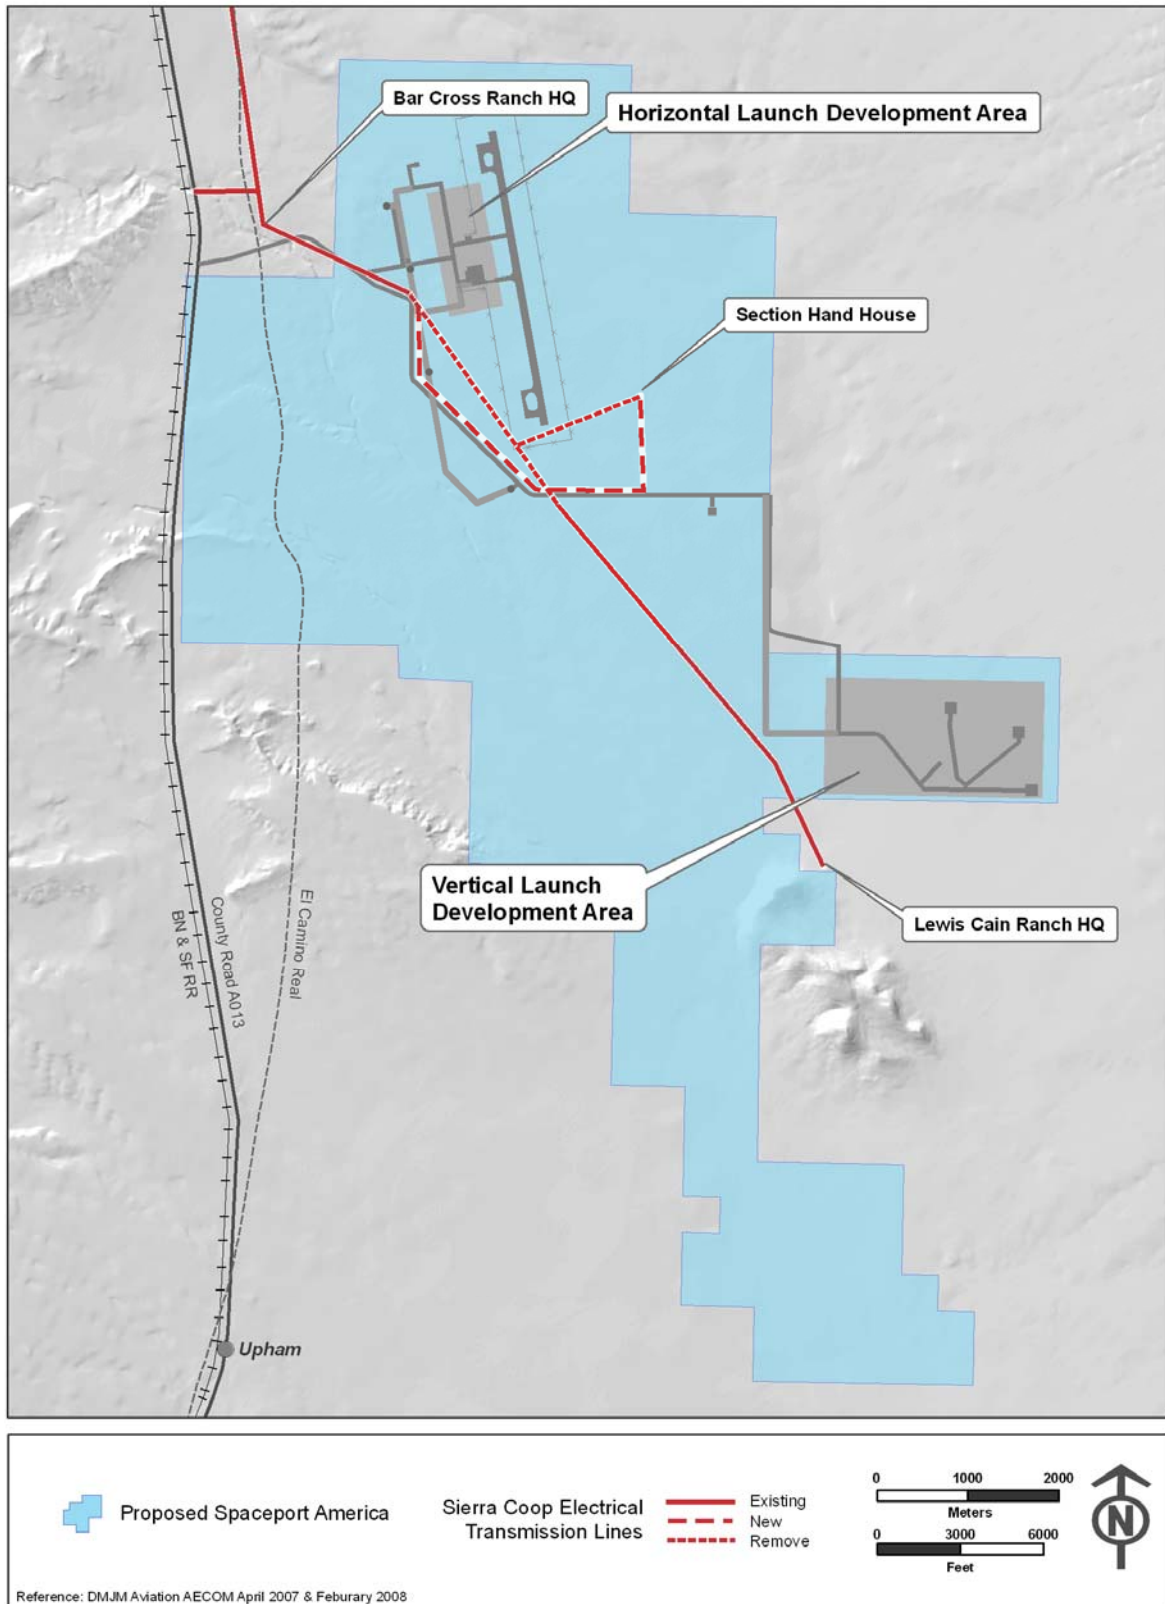 Bar Cross Ranch HQ
Horizontal Launch Development Area
Section Hand House
Vertical Launch
Development Area
Lewis Cain Ranch HQ
El Camino Real
County Road A013
BN & SF RR
Upham
Proposed Spaceport America
Sierra Coop Electrical
Transmission Lines
Existing
New
Remove
0 1000 2000
Meters
0 3000 6000
Feet
N
Reference: DMJM Aviation AECOM April 2007 & Feburary 2008